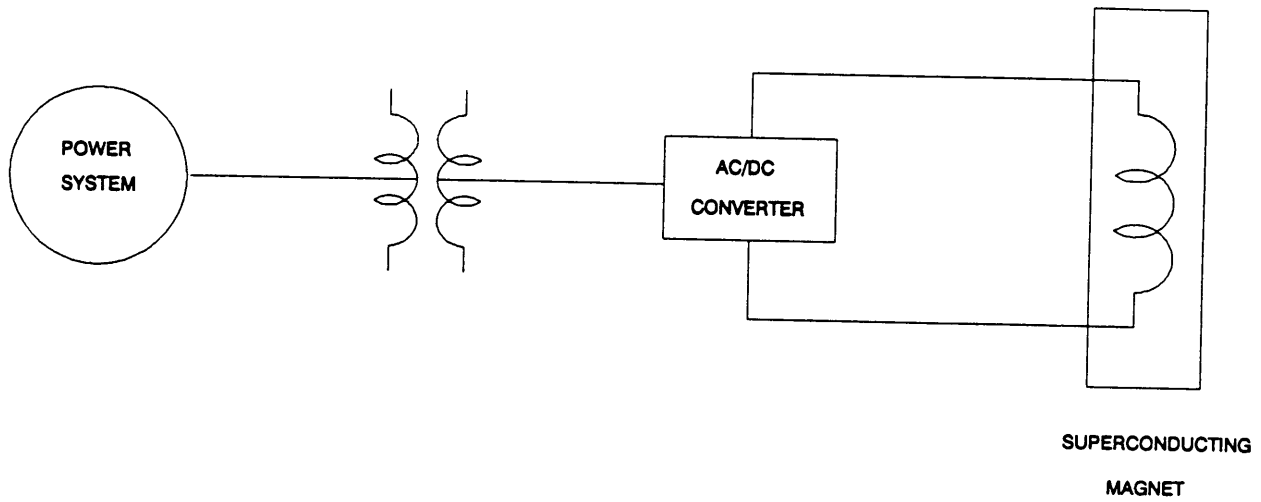 POWER
SYSTEM
AC/DC
CONVERTER
SUPERCONDUCTING
MAGNET